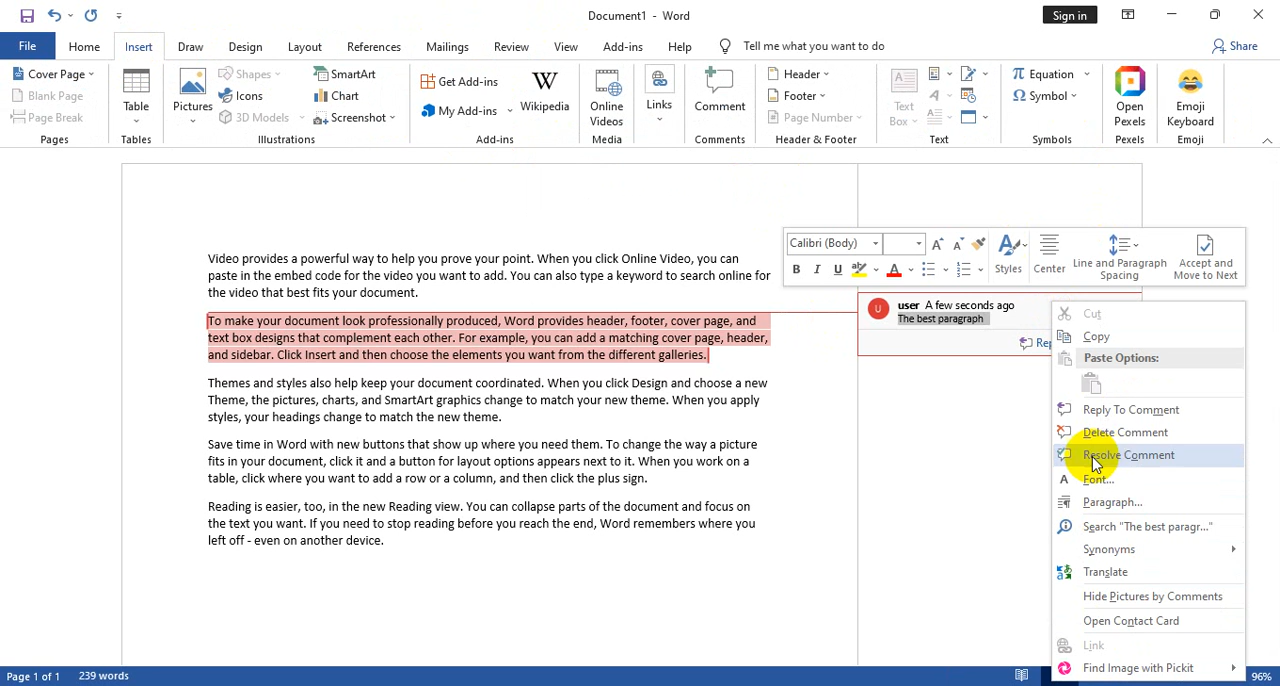 Document1 - Word
Sign in
File Home Insert Draw Design Layout References Mailings Review View Add-ins Help Tell me what you want to do Share
Cover Page
Blank Page
Page Break
Pages
Table
Tables
Pictures
Shapes
Icons
3D Models
SmartArt
Chart
Screenshot
Illustrations
Get Add-ins
My Add-ins
Wikipedia
Add-ins
Online
Videos
Media
Links
Comment
Comments
Header
Footer
Page Number
Header & Footer
Text
Box
A
Text
Equation
Symbol
Symbols
Open
Pexels
Pexels
Emoji
Keyboard
Emoji
Video provides a powerful way to help you prove your point. When you click Online Video, you can
paste in the embed code for the video you want to add. You can also type a keyword to search online for
the video that best fits your document.
To make your document look professionally produced, Word provides header, footer, cover page, and
text box designs that complement each other. For example, you can add a matching cover page, header,
and sidebar. Click Insert and then choose the elements you want from the different galleries.
Themes and styles also help keep your document coordinated. When you click Design and choose a new
Theme, the pictures, charts, and SmartArt graphics change to match your new theme. When you apply
styles, your headings change to match the new theme.
Save time in Word with new buttons that show up where you need them. To change the way a picture
fits in your document, click it and a button for layout options appears next to it. When you work on a
table, click where you want to add a row or a column, and then click the plus sign.
Reading is easier, too, in the new Reading view. You can collapse parts of the document and focus on
the text you want. If you need to stop reading before you reach the end, Word remembers where you
left off - even on another device.
Calibri (Body)
B I U
Styles
Center
Line and Paragraph
Spacing
Accept and
Move to Next
U
user A few seconds ago
The best paragraph
Rep
Cut
Copy
Paste Options:
Reply To Comment
Delete Comment
Resolve Comment
Font...
Paragraph...
Search "The best paragr..."
Synonyms
Translate
Hide Pictures by Comments
Open Contact Card
Link
Find Image with Pickit
Page 1 of 1 239 words
96%